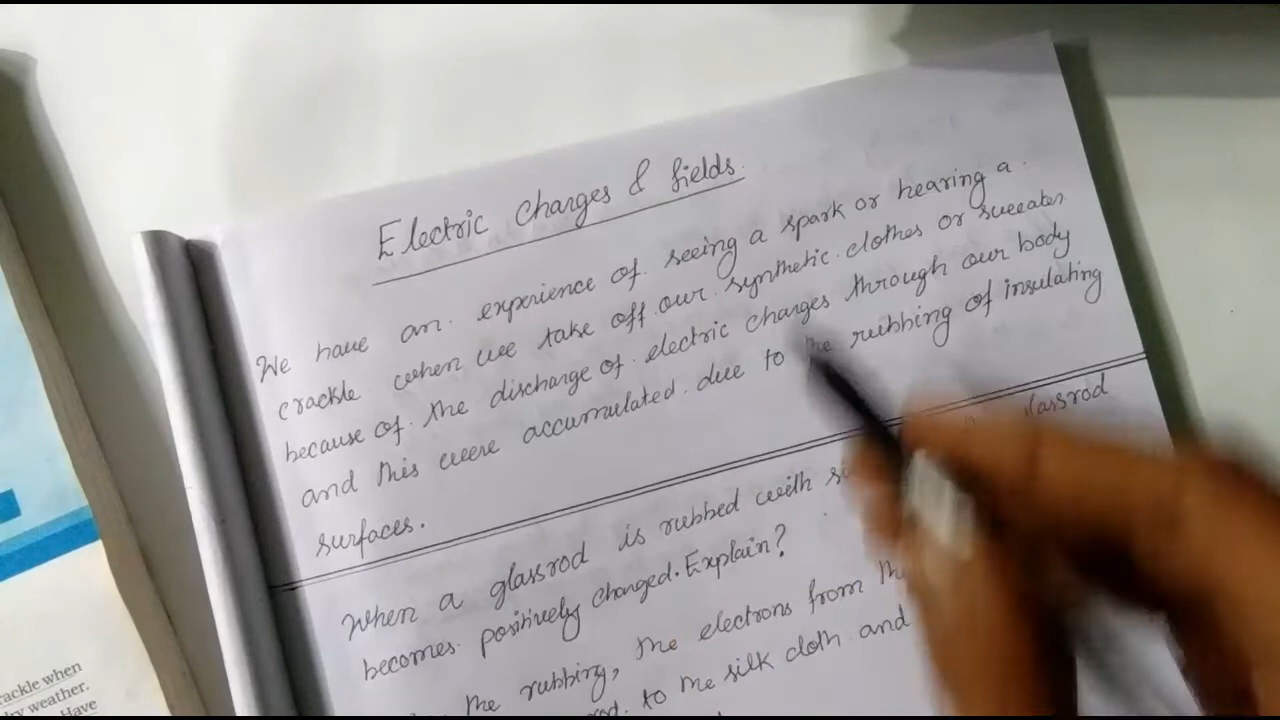 Electric Charges & fields.
We have an experience of seeing a spark or hearing a
crackle when we take off our synthetic clothes or sweater
because of the discharge of electric charges through our body
and this were accumulated due to the rubbing of insulating
surfaces.
When a glassrod is rubbed with glassrod
becomes positively charged. Explain?
the rubbing, the electrons from the
to the silk cloth and
rackle when
ry weather.
Have